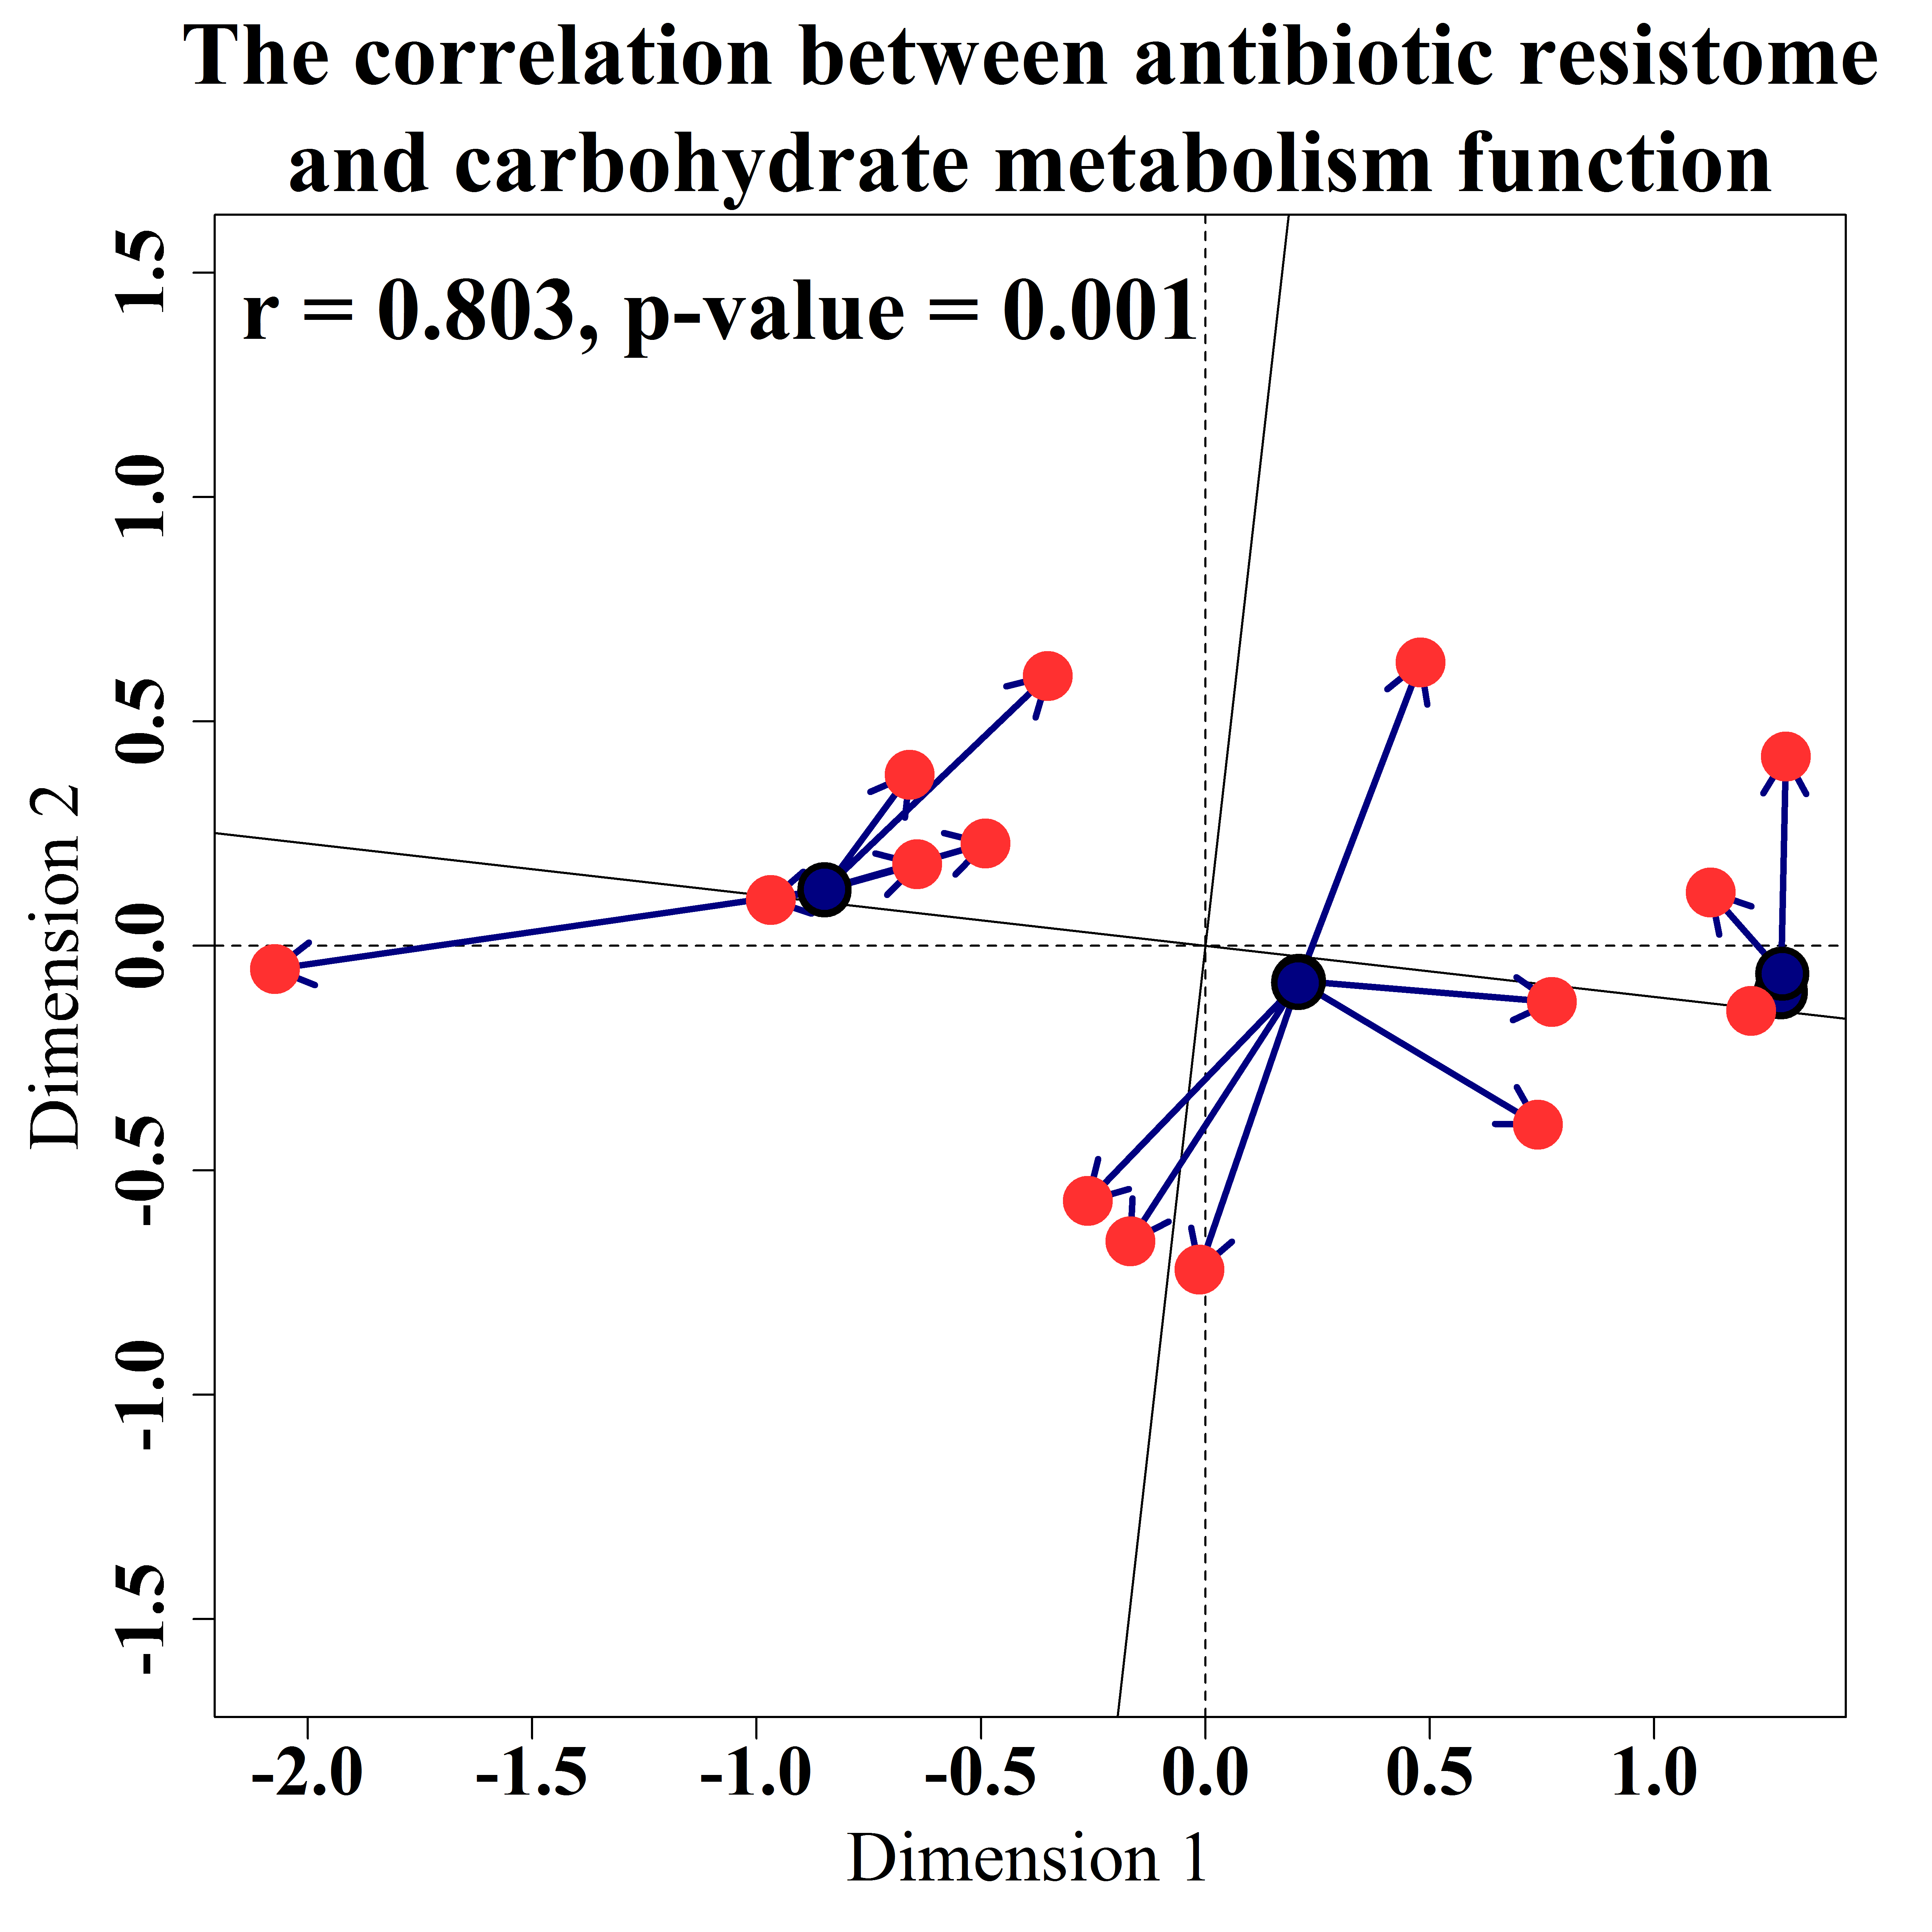 The correlation between antibiotic resistome
and carbohydrate metabolism function
r = 0.803, p-value = 0.001
1.5
1.0
0.5
0.0
-0.5
-1.0
-1.5
Dimension 2
-2.0 -1.5 -1.0 -0.5 0.0 0.5 1.0
Dimension 1